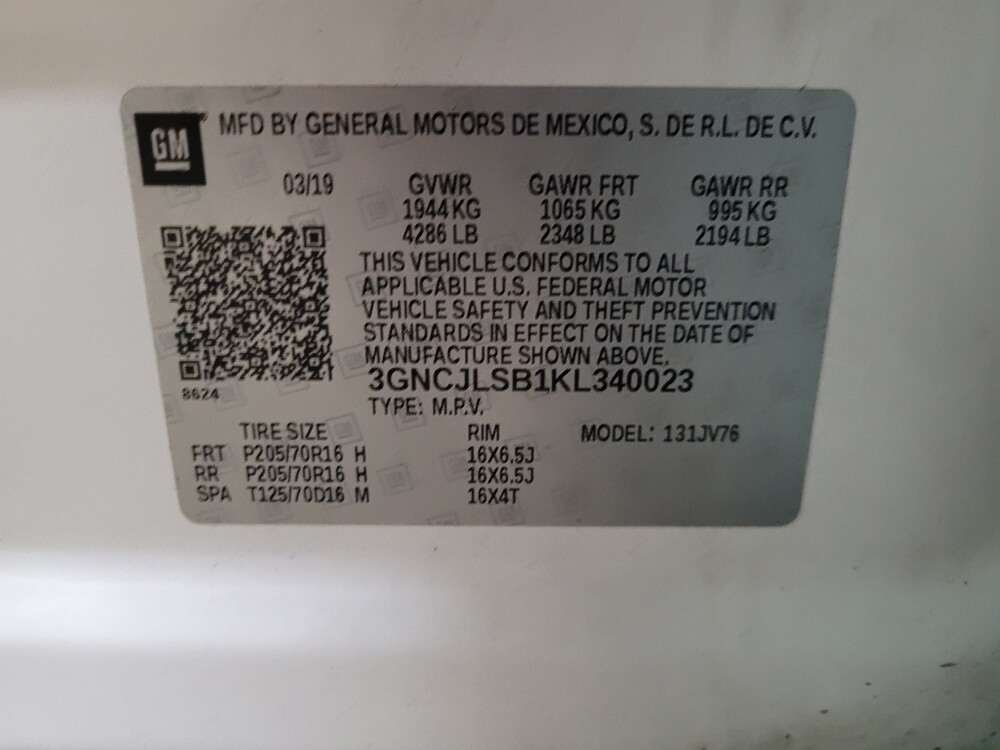 GM
MFD BY GENERAL MOTORS DE MEXICO, S. DE R.L. DE C.V.
03/19 GVWR GAWR FRT GAWR RR
1944 KG 1065 KG 995 KG
4286 LB 2348 LB 2194 LB
THIS VEHICLE CONFORMS TO ALL
APPLICABLE U.S. FEDERAL MOTOR
VEHICLE SAFETY AND THEFT PREVENTION
STANDARDS IN EFFECT ON THE DATE OF
MANUFACTURE SHOWN ABOVE.
3GNCJLSB1KL340023
8624
TYPE: M.P.V.
TIRE SIZE RIM MODEL: 131JV76
FRT P205/70R16 H 16X6.5J
RR P205/70R16 H 16X6.5J
SPA T125/70D16 M 16X4T